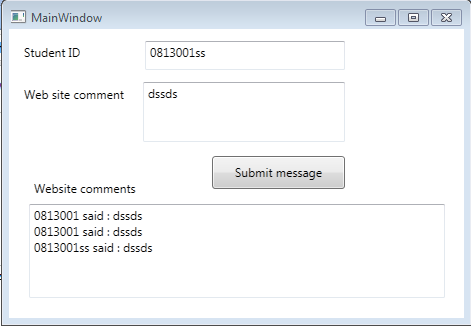 MainWindow
Student ID
0813001ss
Web site comment
dssds
Submit message
Website comments
0813001 said : dssds
0813001 said : dssds
0813001ss said : dssds